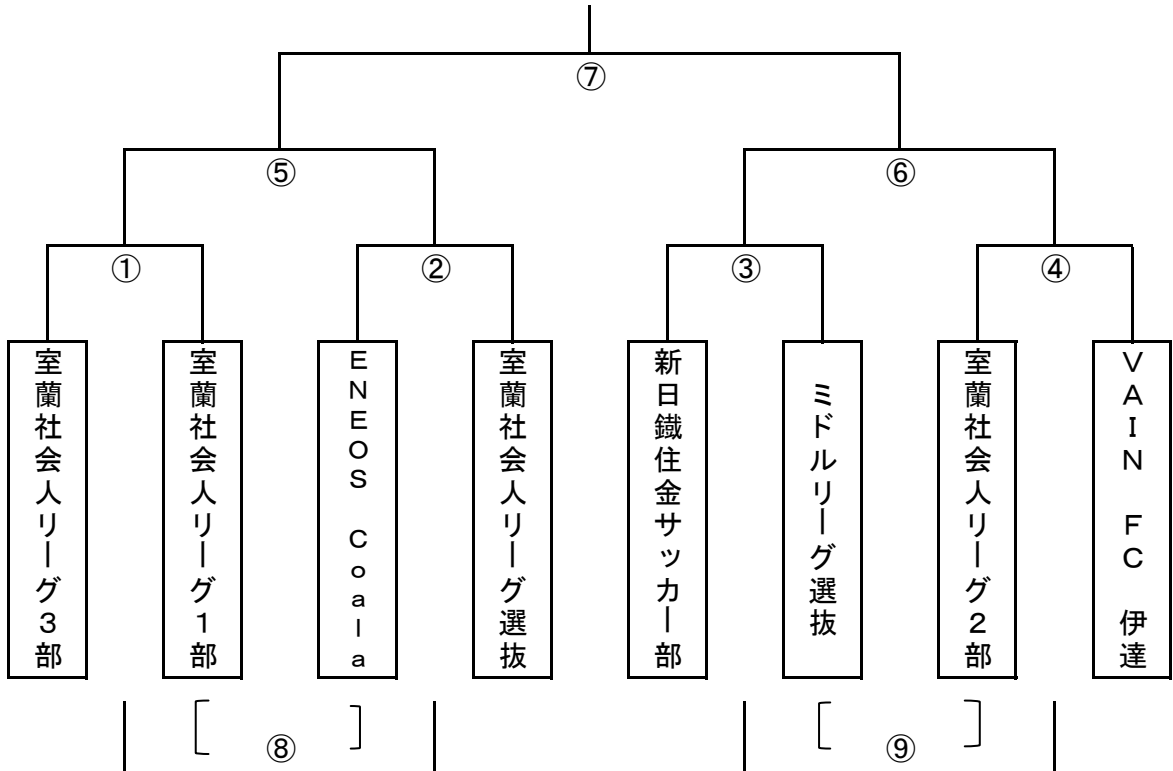 ⑦
⑤
⑥
①
②
③
④
室蘭社会人リーグ3部
室蘭社会人リーグ1部
ENEOS Coala
室蘭社会人リーグ選抜
新日鐵住金サッカー部
ミドルリーグ選抜
室蘭社会人リーグ2部
VAIN FC 伊達
[ ⑧ ]
[ ⑨ ]